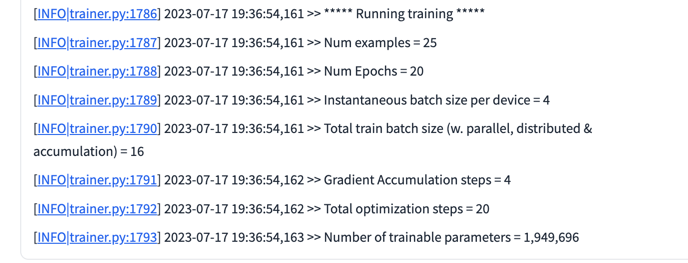 [INFO|trainer.py:1786] 2023-07-17 19:36:54,161 >> ***** Running training *****
[INFO|trainer.py:1787] 2023-07-17 19:36:54,161 >> Num examples = 25
[INFO|trainer.py:1788] 2023-07-17 19:36:54,161 >> Num Epochs = 20
[INFO|trainer.py:1789] 2023-07-17 19:36:54,161 >> Instantaneous batch size per device = 4
[INFO|trainer.py:1790] 2023-07-17 19:36:54,161 >> Total train batch size (w. parallel, distributed &
accumulation) = 16
[INFO|trainer.py:1791] 2023-07-17 19:36:54,162 >> Gradient Accumulation steps = 4
[INFO|trainer.py:1792] 2023-07-17 19:36:54,162 >> Total optimization steps = 20
[INFO|trainer.py:1793] 2023-07-17 19:36:54,163 >> Number of trainable parameters = 1,949,696